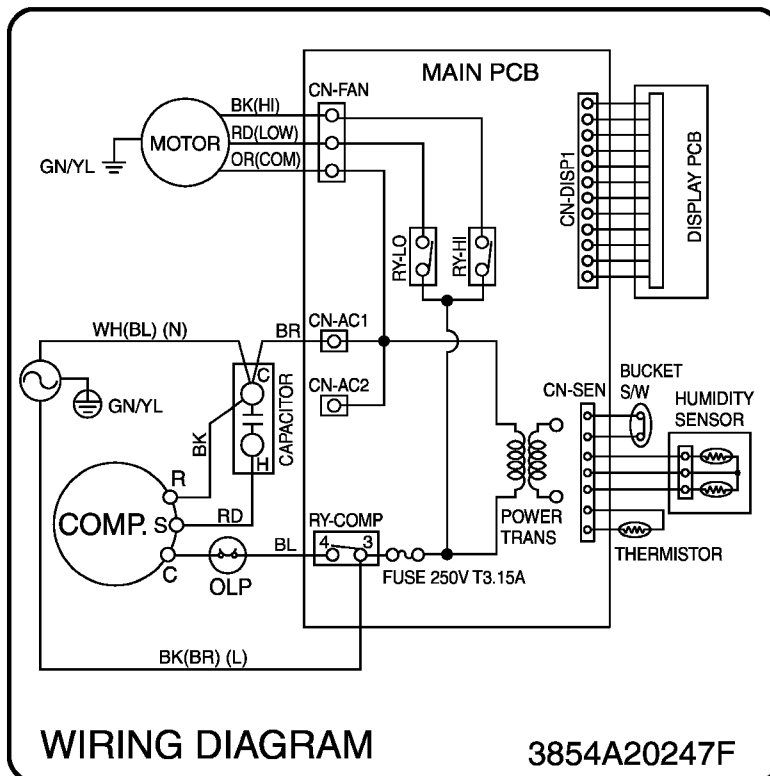 MAIN PCB
CN-FAN
BK(HI)
RD(LOW)
OR(COM)
MOTOR
GN/YL
CN-DISP1
DISPLAY PCB
RY-LO
RY-HI
WH(BL) (N)
BR
CN-AC1
CN-AC2
C
CAPACITOR
H
GN/YL
BK
CN-SEN
BUCKET
S/W
HUMIDITY
SENSOR
R
COMP.
S
RD
C
OLP
BL
RY-COMP
4
3
FUSE 250V T3.15A
POWER
TRANS
THERMISTOR
BK(BR) (L)
WIRING DIAGRAM
3854A20247F